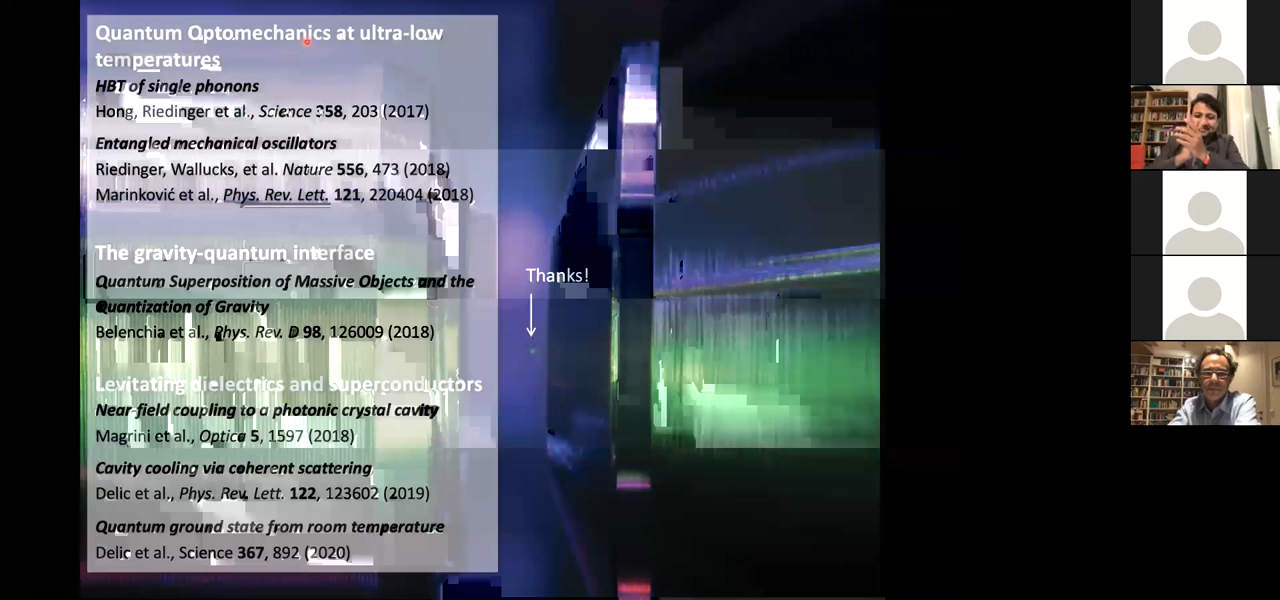 Quantum Optomechanics at ultra-low
temperatures
HBT of single phonons
Hong, Riedinger et al., Science 358, 203 (2017)
Entangled mechanical oscillators
Riedinger, Wallucks, et al. Nature 556, 473 (2018)
Marinković et al., Phys. Rev. Lett. 121, 220404 (2018)
The gravity-quantum interface
Quantum Superposition of Massive Objects and the
Quantization of Gravity
Belenchia et al., Phys. Rev. D 98, 126009 (2018)
Thanks!
Levitating dielectrics and superconductors
Near-field coupling to a photonic crystal cavity
Magrini et al., Optica 5, 1597 (2018)
Cavity cooling via coherent scattering
Delic et al., Phys. Rev. Lett. 122, 123602 (2019)
Quantum ground state from room temperature
Delic et al., Science 367, 892 (2020)